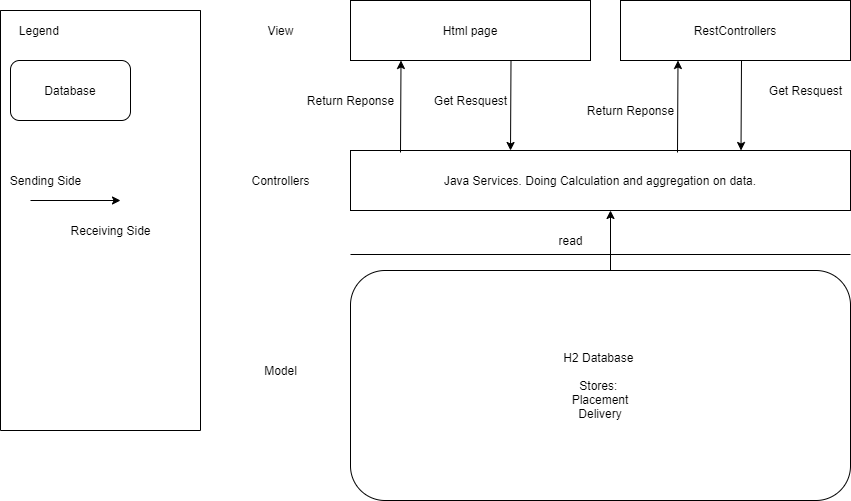 Legend
Database
Sending Side
Receiving Side
View
Html page
RestControllers
Return Reponse
Get Resquest
Return Reponse
Get Resquest
Controllers
Java Services. Doing Calculation and aggregation on data.
read
Model
H2 Database
Stores:
Placement
Delivery